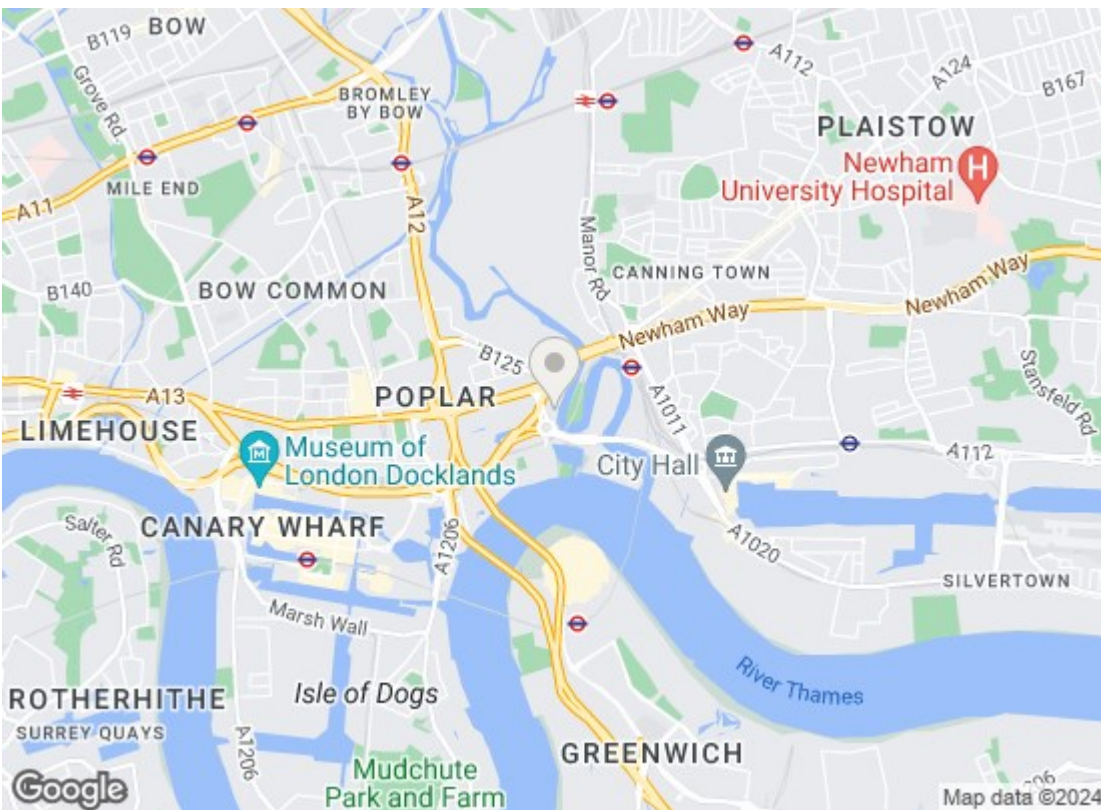 B119
BOW
A112
A124
B167
Grove Rd
BROMLEY
BY BOW
PLAISTOW
Newham
University Hospital
H
MILE END
A11
A12
Manor Rd
CANNING TOWN
B140
BOW COMMON
Newham Way
Newham Way
B125
A13
POPLAR
A1011
Stansfeld Rd
LIMEHOUSE
Museum of
London Docklands
M
City Hall
A112
Salter Rd
CANARY WHARF
A1206
A1020
SILVERTOWN
Marsh Wall
River Thames
ROTHERHITHE
Isle of Dogs
SURREY QUAYS
A1206
GREENWICH
Mudchute
Park and Farm
Google
Map data ©2024